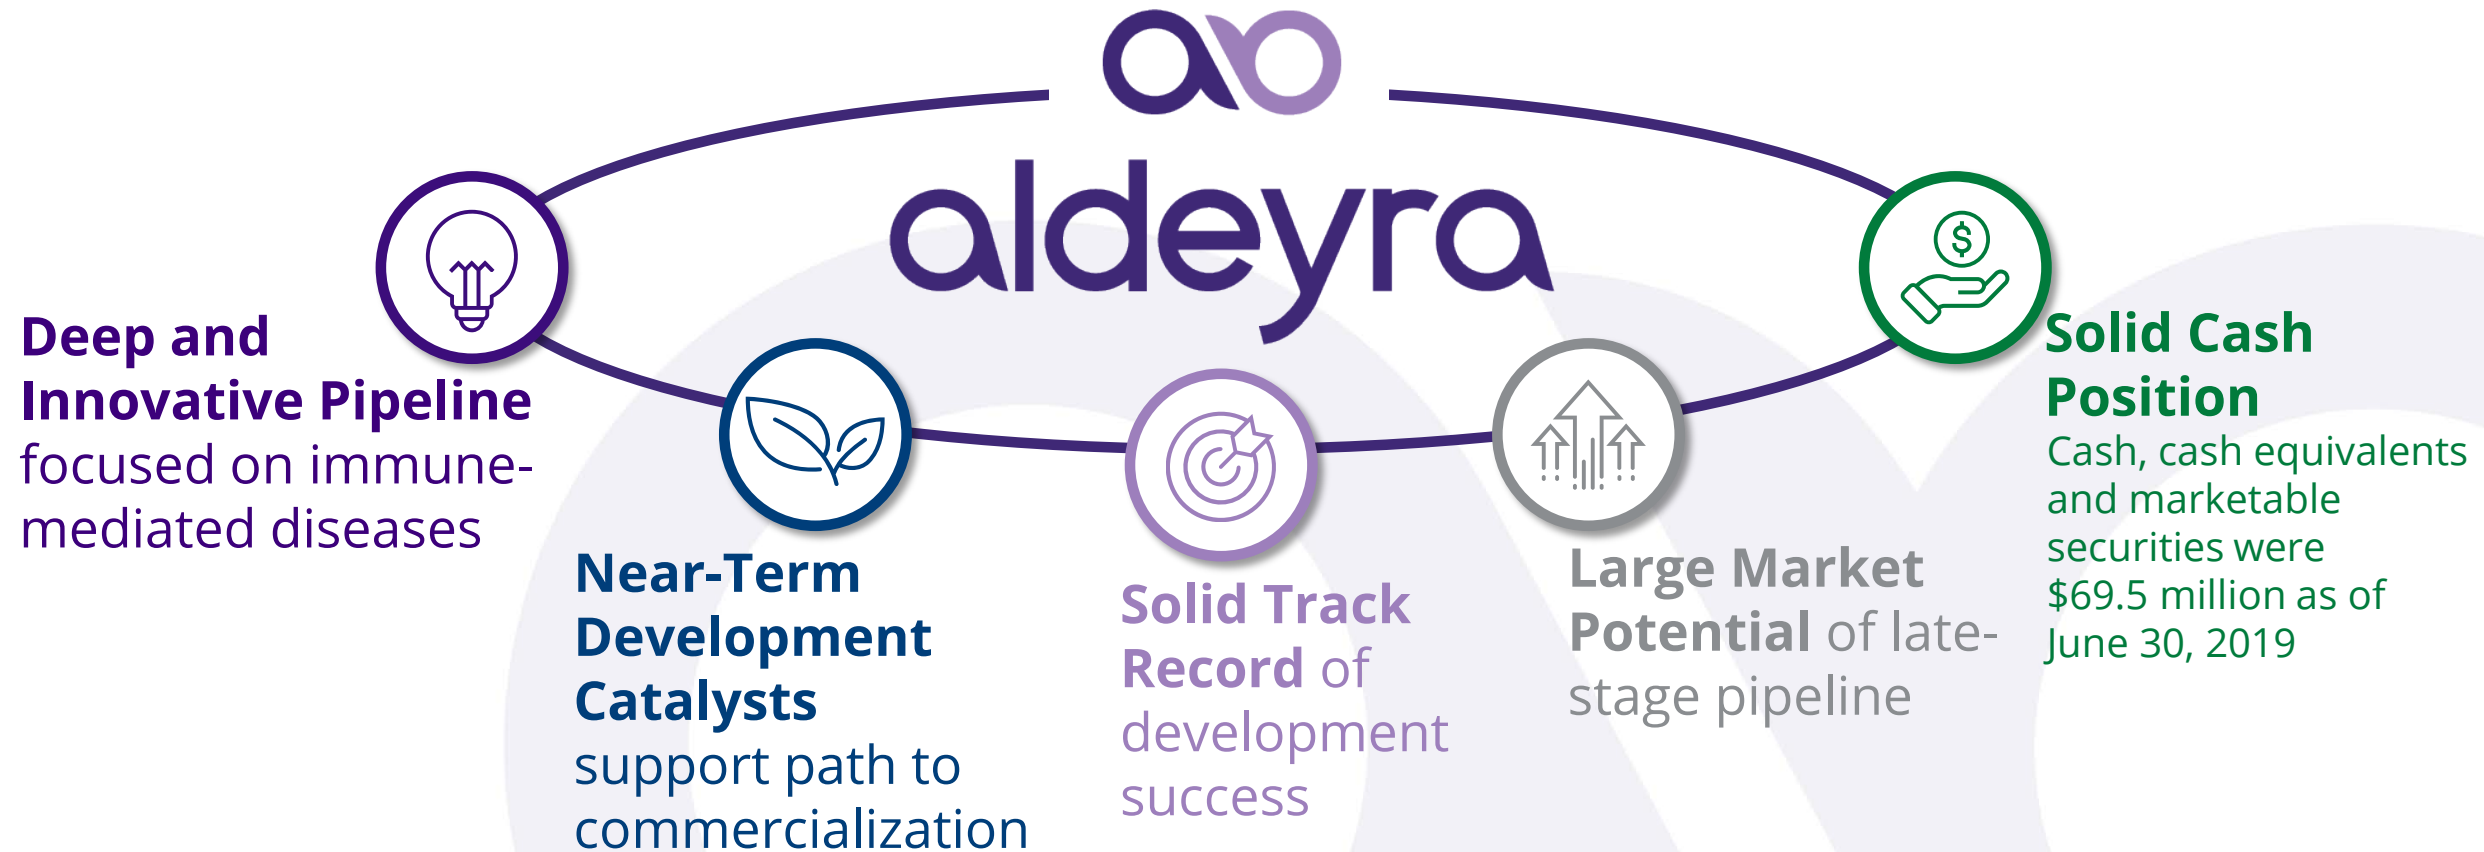 aldeyra
Deep and
Innovative Pipeline
focused on immune-
mediated diseases
Near-Term
Development
Catalysts
support path to
commercialization
Solid Track
Record of
development
success
Large Market
Potential of late-
stage pipeline
$
Solid Cash
Position
Cash, cash equivalents
and marketable
securities were
$69.5 million as of
June 30, 2019